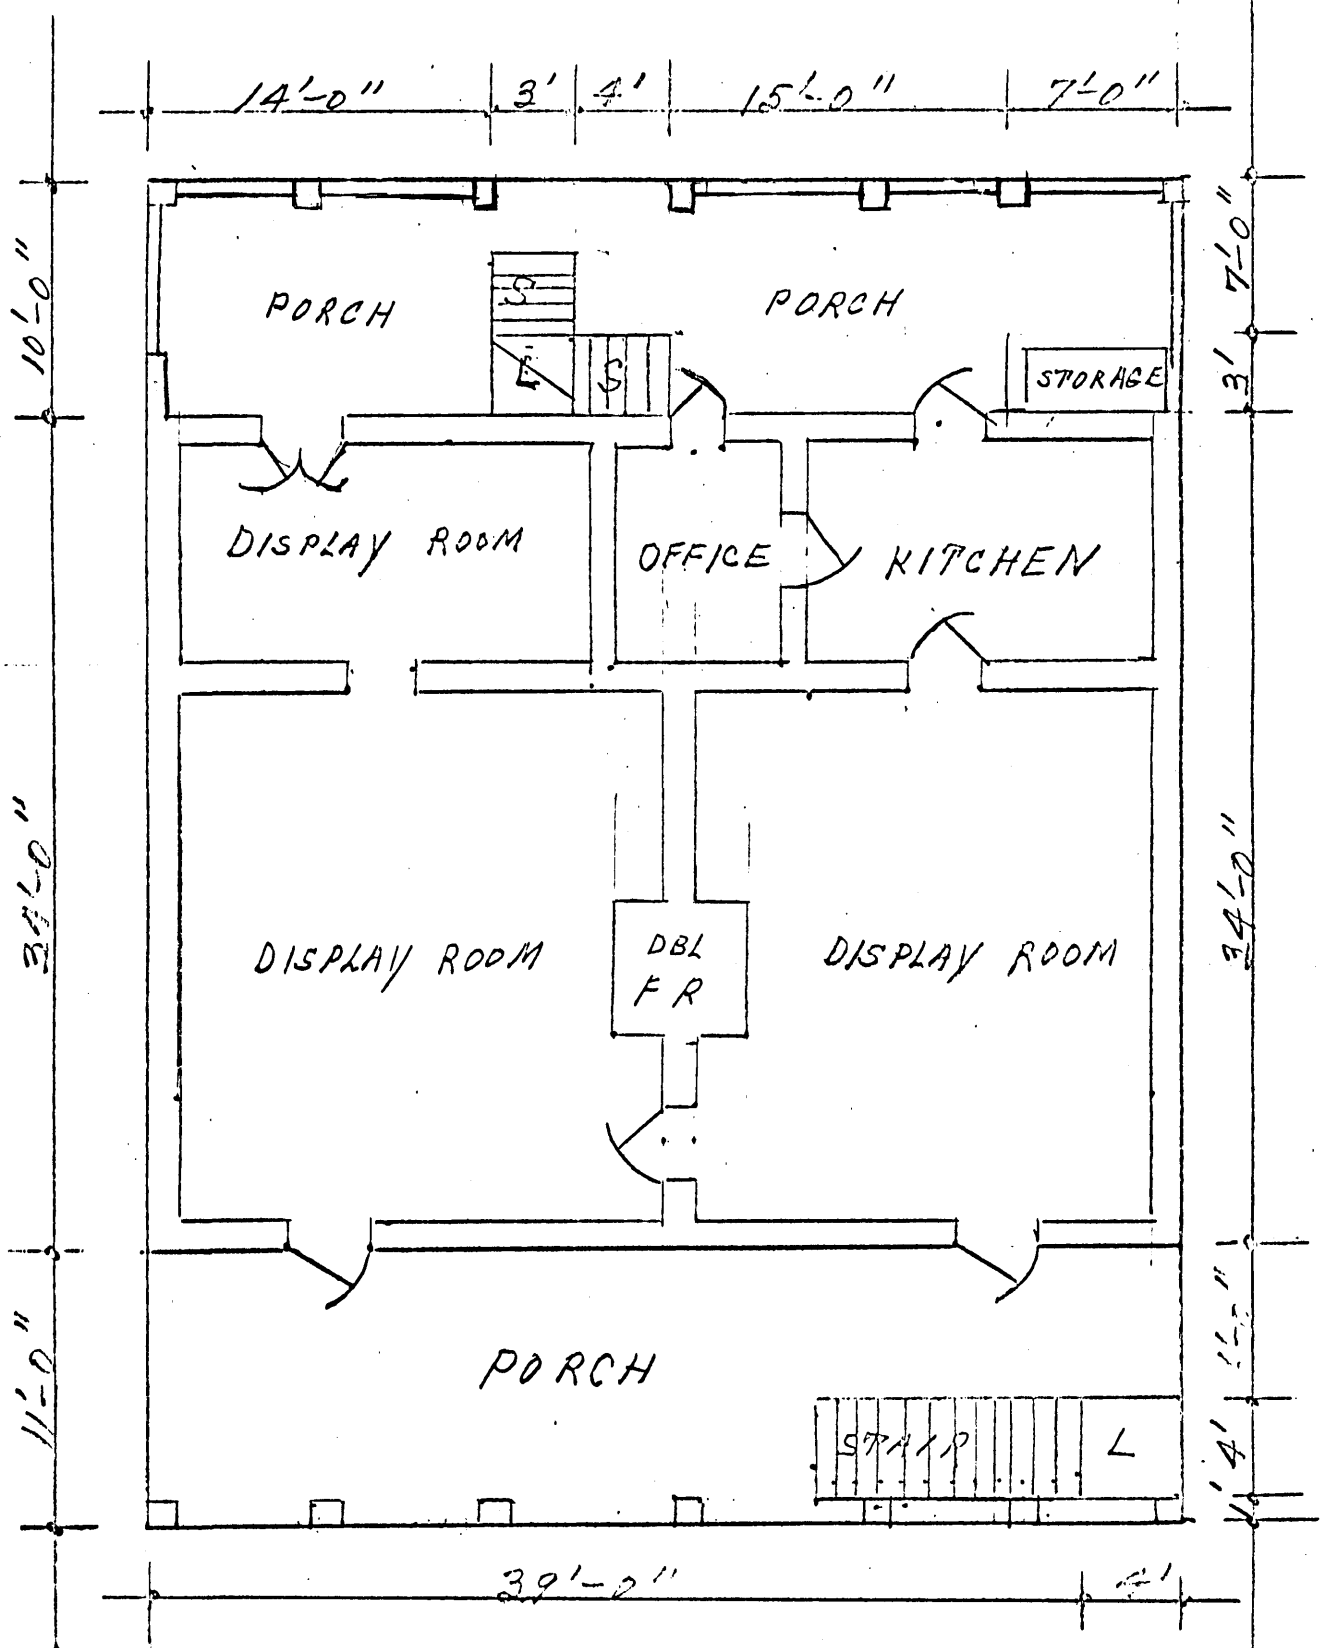 14'-0" 3' 4' 15'-0" 7'-0"
10'-0"
7'-0"
PORCH
PORCH
S
L
S
STORAGE
3'
DISPLAY ROOM
OFFICE
KITCHEN
34'-0"
34'-0"
DISPLAY ROOM
DBL
F R
DISPLAY ROOM
11'-0"
PORCH
STAIR
L
4'
1'
39'-0" 4'